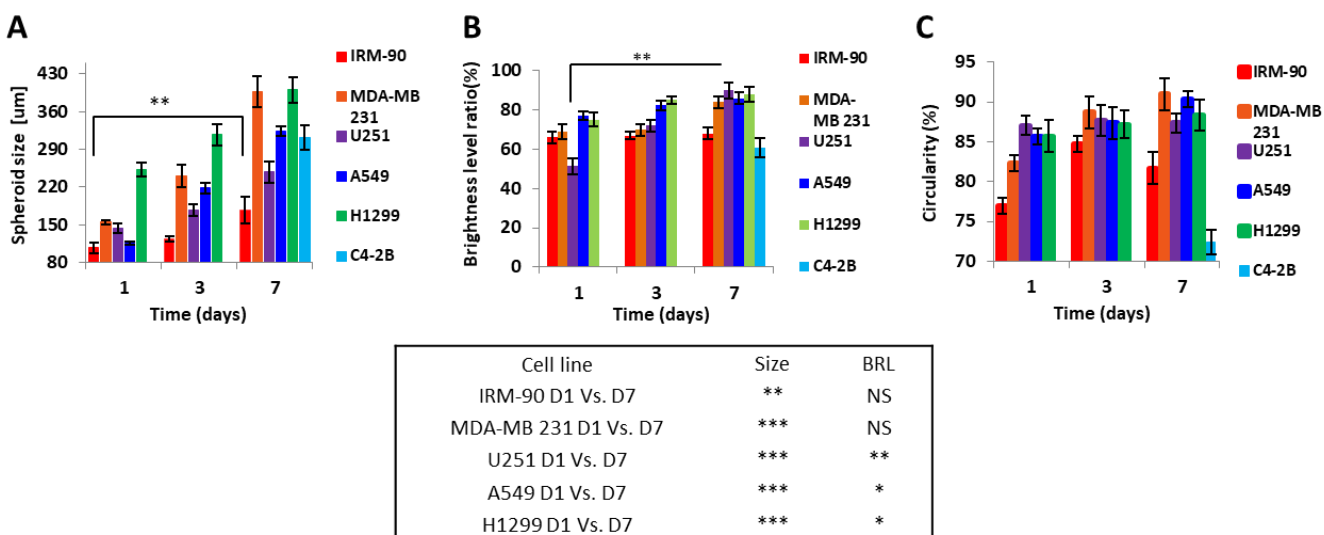 A
Spheroid size [um]
430
360
290
220
150
80
**
1 3 7
Time (days)
IRM-90
MDA-MB
231
U251
A549
H1299
C4-2B
B
Brightness level ratio(%)
100
80
60
40
20
0
**
1 3 7
Time (days)
IRM-90
MDA-
MB 231
U251
A549
H1299
C4-2B
C
Circularity (%)
95
90
85
80
75
70
1 3 7
Time (days)
IRM-90
MDA-MB
231
U251
A549
H1299
C4-2B
Cell line Size BRL
IRM-90 D1 Vs. D7 ** NS
MDA-MB 231 D1 Vs. D7 *** NS
U251 D1 Vs. D7 *** **
A549 D1 Vs. D7 *** *
H1299 D1 Vs. D7 *** *